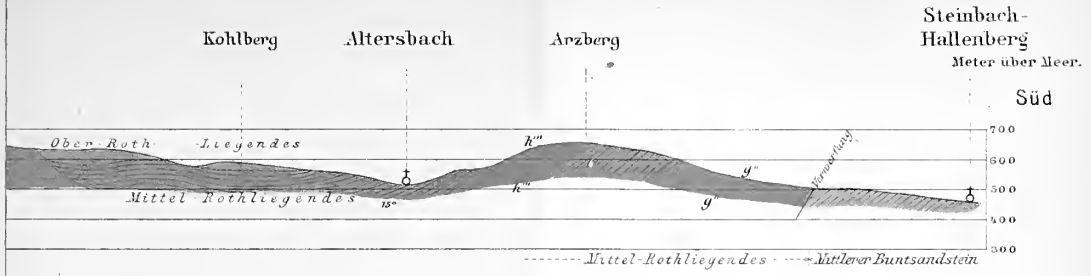 Steinbach-
Kohlberg Altersbach Arzberg Hallenberg
Meter über Meer.
Süd
700
Ober-Roth-Liegendes h'''
600
Verwerfung
g''
500
Mittel-Rothliegendes h'''
15° g''
400
300
Mittel-Rothliegendes Mittlerer Buntsandstein